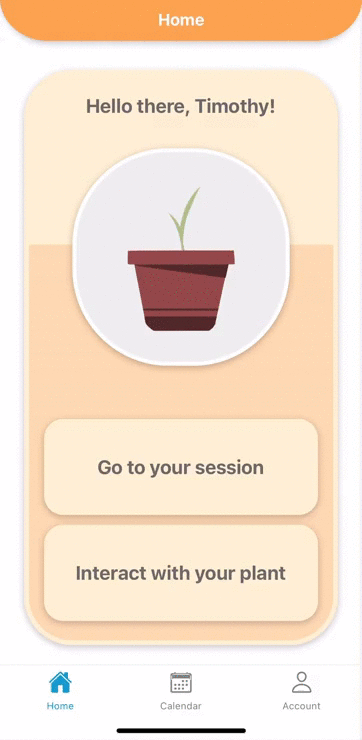 Home
Hello there, Timothy!
Go to your session
Interact with your plant
Home
Calendar
Account